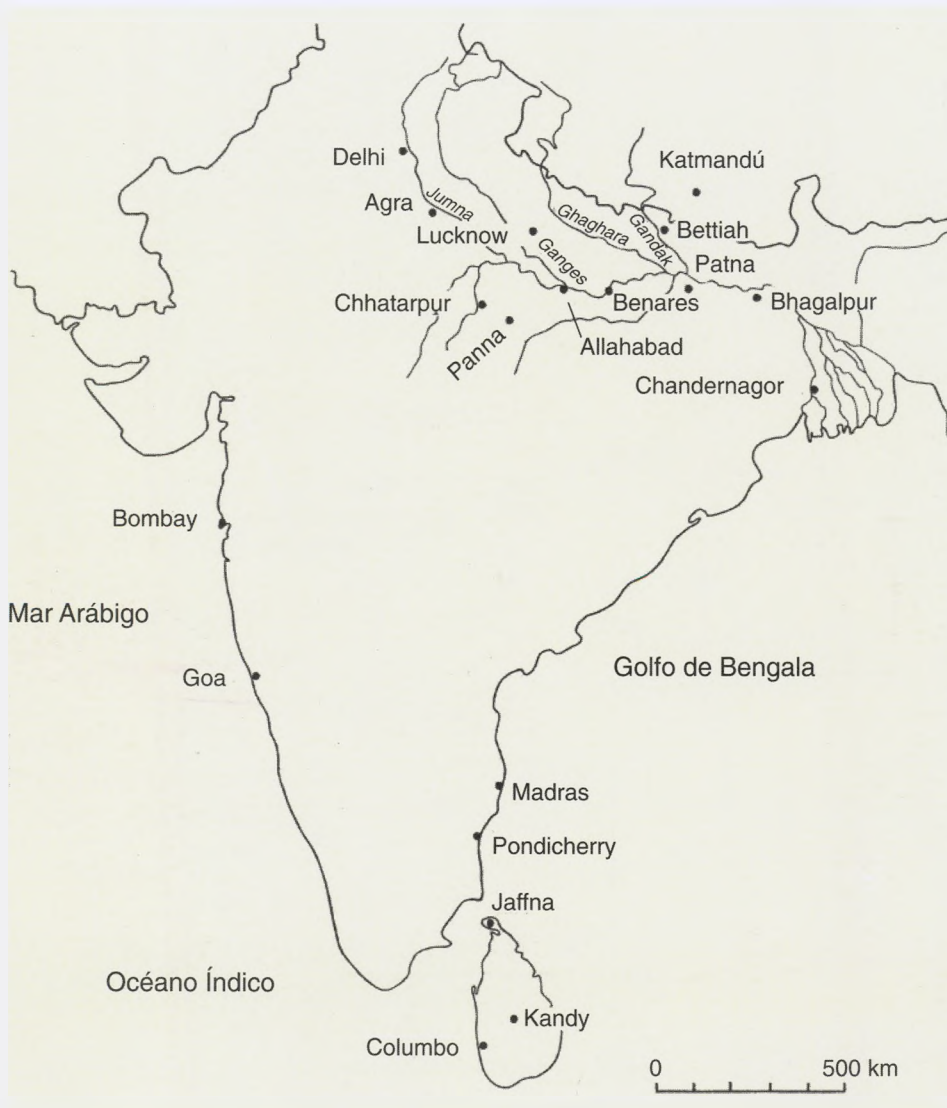 Delhi
Katmandú
Agra
Jumna
Lucknow
Ghaghara
Gandak
Bettiah
Ganges
Patna
Chhatarpur
Benares
Bhagalpur
Panna
Allahabad
Chandernagor
Bombay
Mar Arábigo
Golfo de Bengala
Goa
Madras
Pondicherry
Jaffna
Océano Índico
Kandy
Columbo
0 500 km